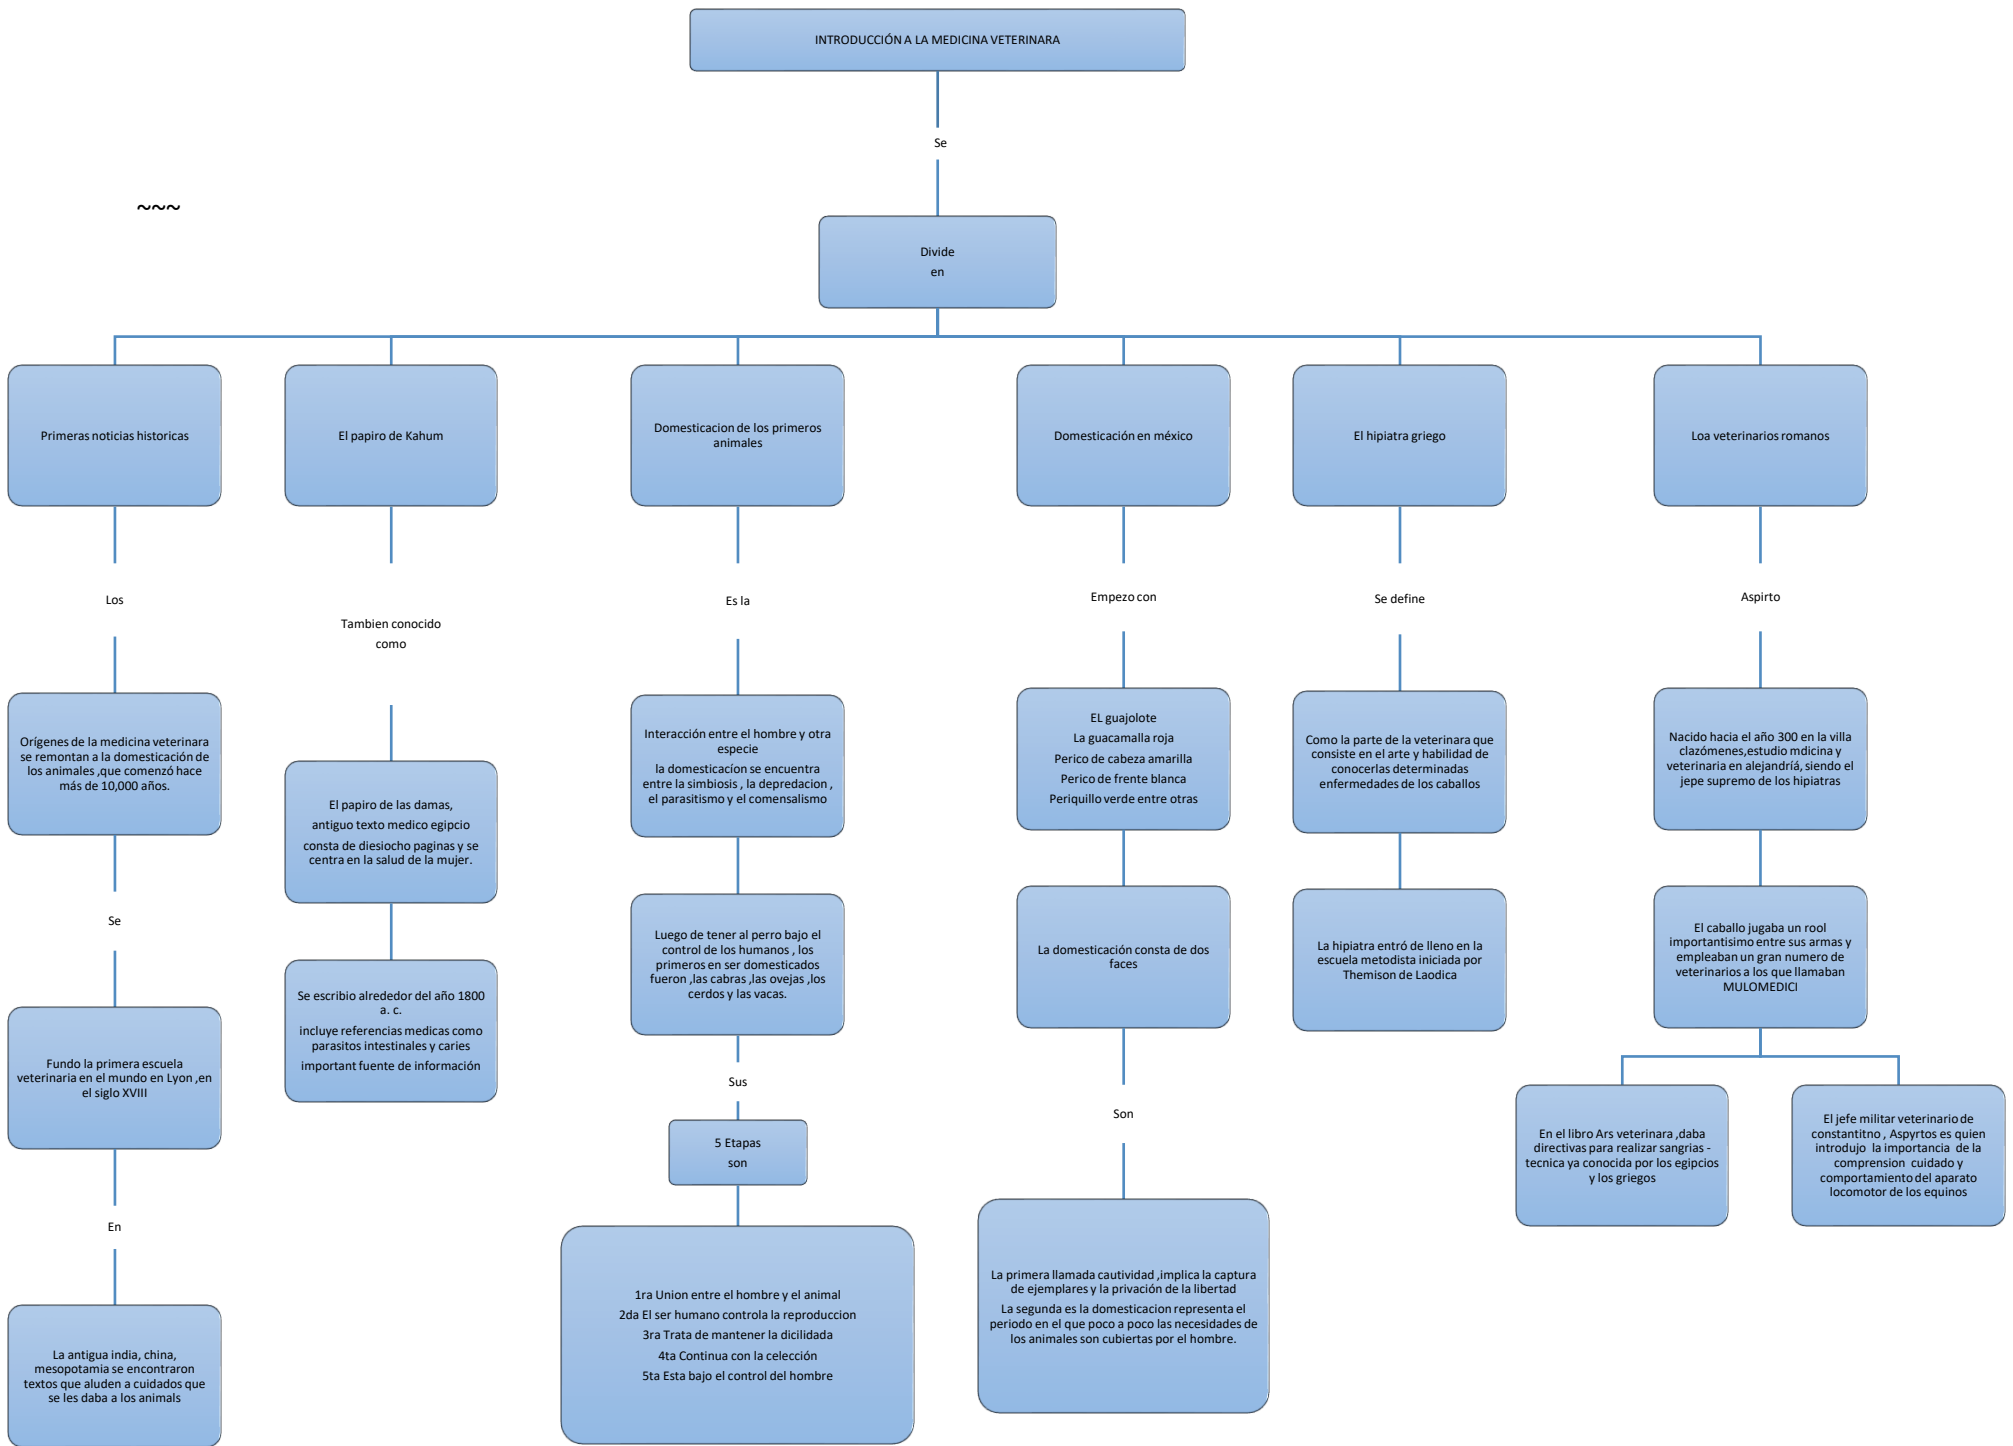 INTRODUCCIÓN A LA MEDICINA VETERINARA
Se
~~~
Divide
en
Primeras noticias historicas
Los
Orígenes de la medicina veterinara
se remontan a la domesticación de
los animales ,que comenzó hace
más de 10,000 años.
Se
Fundo la primera escuela
veterinaria en el mundo en Lyon ,en
el siglo XVIII
En
La antigua india, china,
mesopotamia se encontraron
textos que aluden a cuidados que
se les daba a los animals
El papiro de Kahum
Tambien conocido
como
El papiro de las damas,
antiguo texto medico egipcio
consta de diesiocho paginas y se
centra en la salud de la mujer.
Se escribio alrededor del año 1800
a. c.
incluye referencias medicas como
parasitos intestinales y caries
important fuente de información
Domesticacion de los primeros
animales
Es la
Interacción entre el hombre y otra
especie
la domesticacíon se encuentra
entre la simbiosis , la depredacion ,
el parasitismo y el comensalismo
Luego de tener al perro bajo el
control de los humanos , los
primeros en ser domesticados
fueron ,las cabras ,las ovejas ,los
cerdos y las vacas.
Sus
5 Etapas
son
1ra Union entre el hombre y el animal
2da El ser humano controla la reproduccion
3ra Trata de mantener la dicilidada
4ta Continua con la celección
5ta Esta bajo el control del hombre
Domesticación en méxico
Empezo con
EL guajolote
La guacamalla roja
Perico de cabeza amarilla
Perico de frente blanca
Periquillo verde entre otras
La domesticación consta de dos
faces
Son
La primera llamada cautividad ,implica la captura
de ejemplares y la privación de la libertad
La segunda es la domesticacion representa el
periodo en el que poco a poco las necesidades de
los animales son cubiertas por el hombre.
El hipiatra griego
Se define
Como la parte de la veterinara que
consiste en el arte y habilidad de
conocerlas determinadas
enfermedades de los caballos
La hipiatra entró de lleno en la
escuela metodista iniciada por
Themison de Laodica
Loa veterinarios romanos
Aspirto
Nacido hacia el año 300 en la villa
clazómenes,estudio mdicina y
veterinaria en alejandríá, siendo el
jepe supremo de los hipiatras
El caballo jugaba un rool
importantisimo entre sus armas y
empleaban un gran numero de
veterinarios a los que llamaban
MULOMEDICI
En el libro Ars veterinara ,daba
directivas para realizar sangrias -
tecnica ya conocida por los egipcios
y los griegos
El jefe militar veterinario de
constantitno , Aspyrtos es quien
introdujo la importancia de la
comprension cuidado y
comportamiento del aparato
locomotor de los equinos